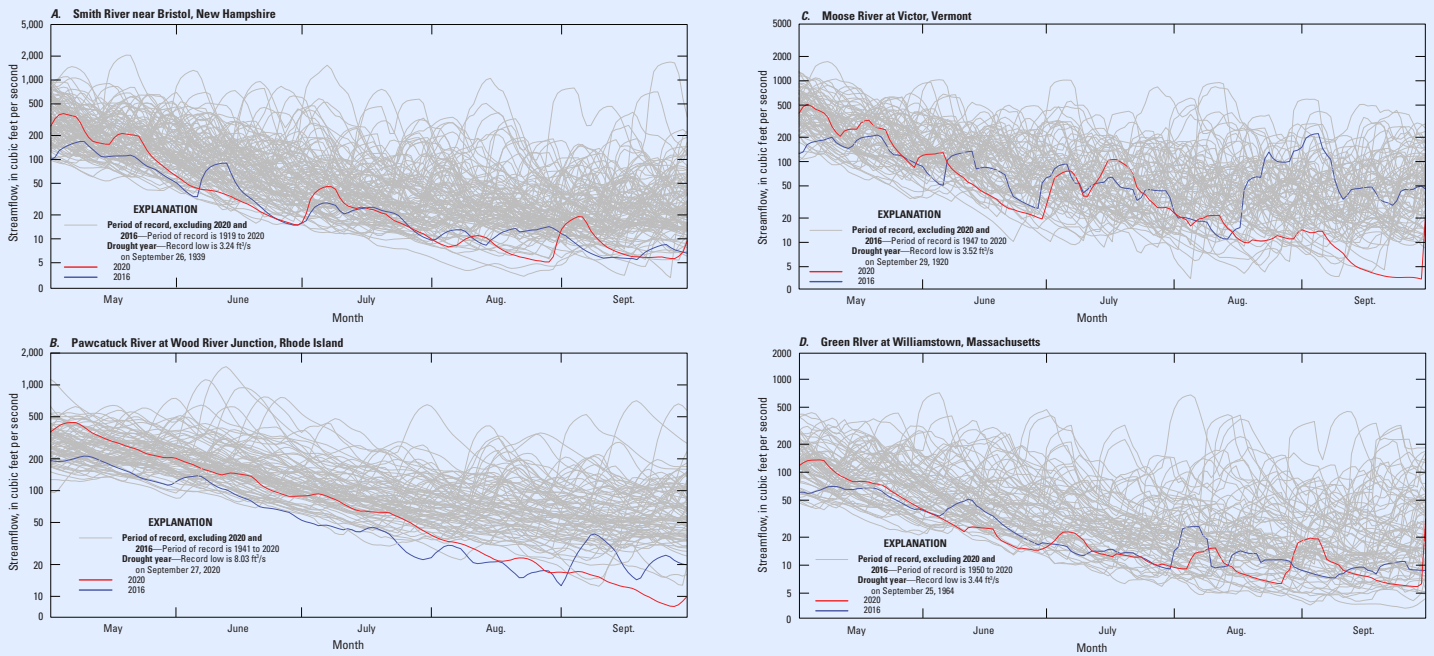 A. Smith River near Bristol, New Hampshire
Streamflow, in cubic feet per second
5,000
2,000
1,000
500
200
100
50
20
10
5
0
EXPLANATION
Period of record, excluding 2020 and
2016—Period of record is 1919 to 2020
Drought year—Record low is 3.24 ft³/s
on September 26, 1939
2020
2016
May
June
July
Aug.
Sept.
Month
B. Pawcatuck River at Wood River Junction, Rhode Island
Streamflow, in cubic feet per second
2,000
1,000
500
200
100
50
20
10
0
EXPLANATION
Period of record, excluding 2020 and
2016—Period of record is 1941 to 2020
Drought year—Record low is 8.03 ft³/s
on September 27, 2020
2020
2016
May
June
July
Aug.
Sept.
Month
C. Moose River at Victor, Vermont
Streamflow, in cubic feet per second
5000
2000
1000
500
200
100
50
20
10
5
0
EXPLANATION
Period of record, excluding 2020 and
2016—Period of record is 1947 to 2020
Drought year—Record low is 3.52 ft³/s
on September 29, 1920
2020
2016
May
June
July
Aug.
Sept.
Month
D. Green RIver at Williamstown, Massachusetts
Streamflow, in cubic feet per second
2000
1000
500
200
100
50
20
10
5
0
EXPLANATION
Period of record, excluding 2020 and
2016—Period of record is 1950 to 2020
Drought year—Record low is 3.44 ft³/s
on September 25, 1964
2020
2016
May
June
July
Aug.
Sept.
Month